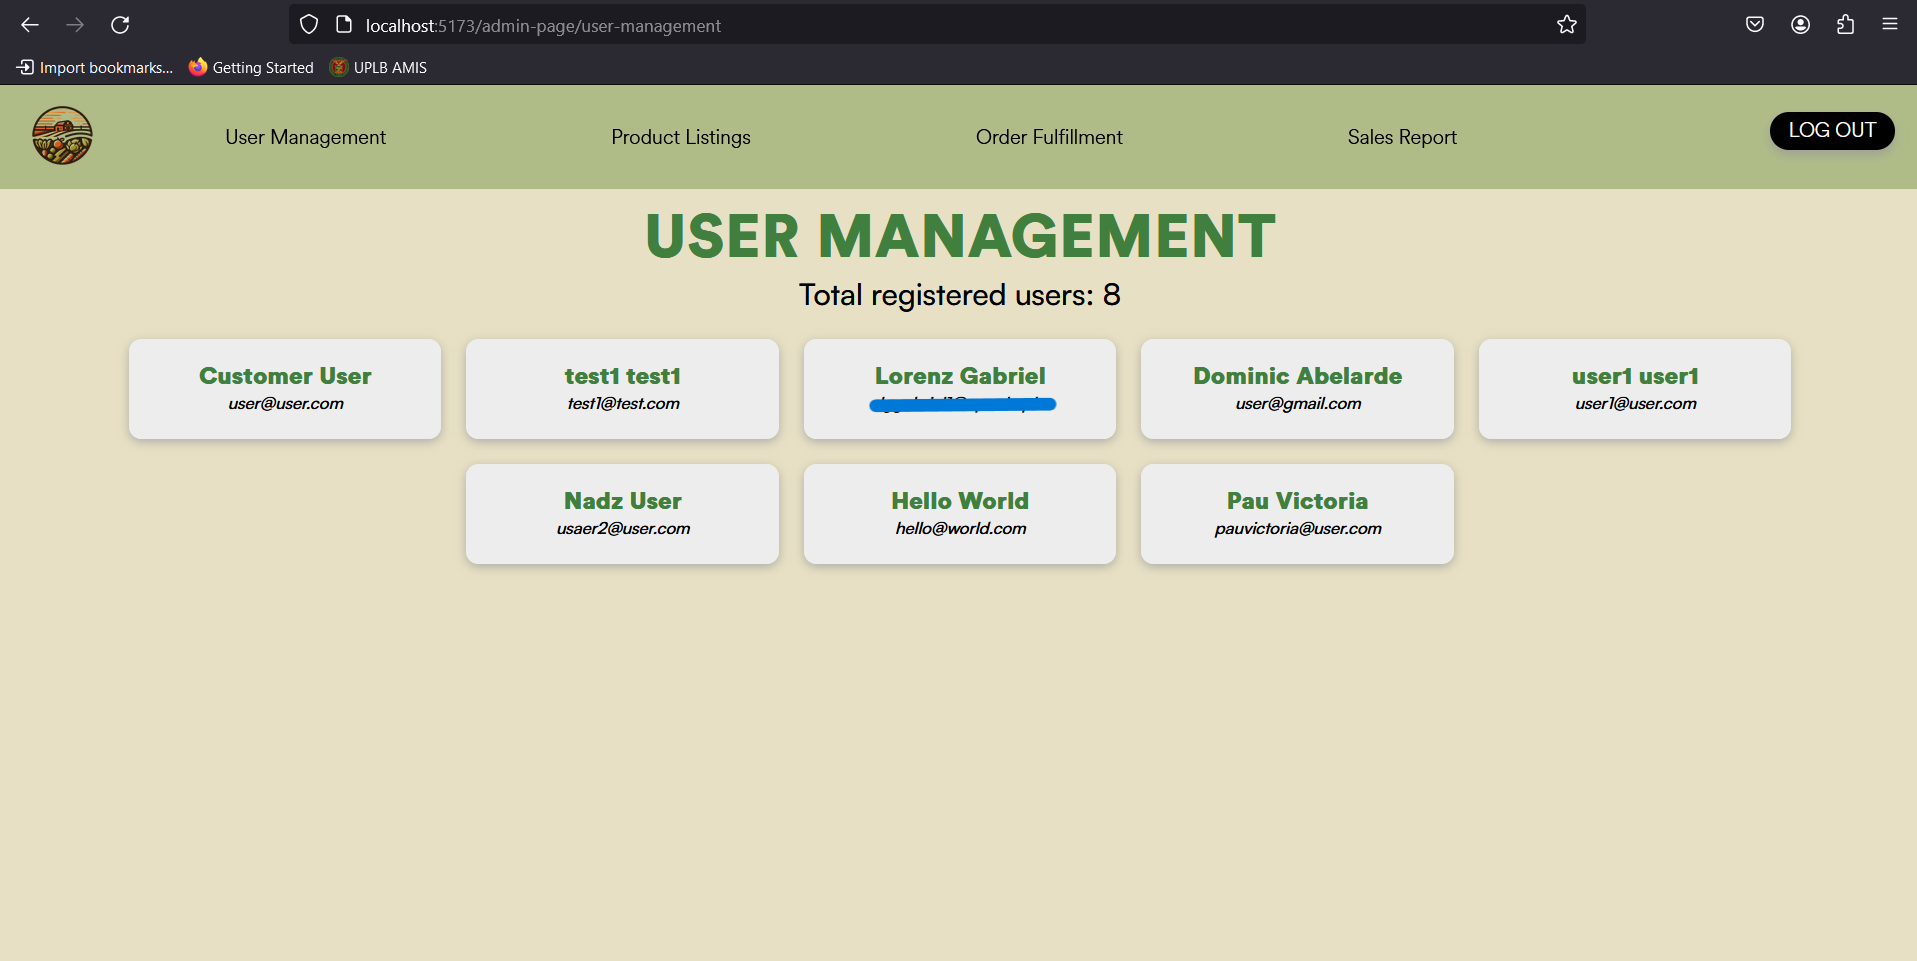 localhost:5173/admin-page/user-management
Import bookmarks... Getting Started UPLB AMIS
User Management Product Listings Order Fulfillment Sales Report LOG OUT
USER MANAGEMENT
Total registered users: 8
Customer User
user@user.com
test1 test1
test1@test.com
Lorenz Gabriel
Dominic Abelarde
user@gmail.com
user1 user1
user1@user.com
Nadz User
usaer2@user.com
Hello World
hello@world.com
Pau Victoria
pauvictoria@user.com